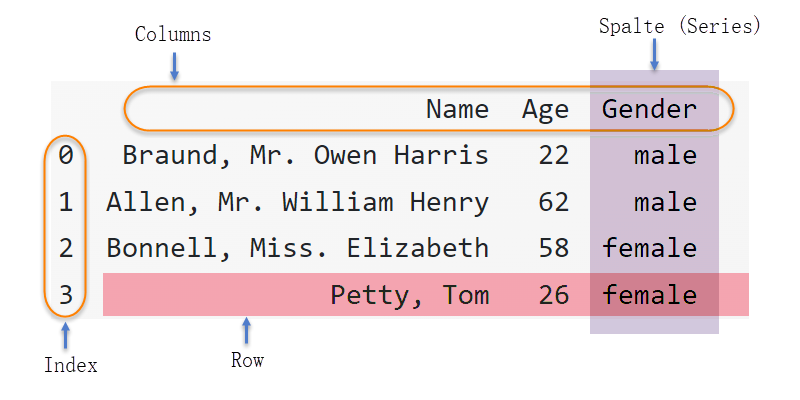 Columns
Spalte (Series)
Name Age Gender
0 Braund, Mr. Owen Harris 22 male
1 Allen, Mr. William Henry 62 male
2 Bonnell, Miss. Elizabeth 58 female
3 Petty, Tom 26 female
Index
Row